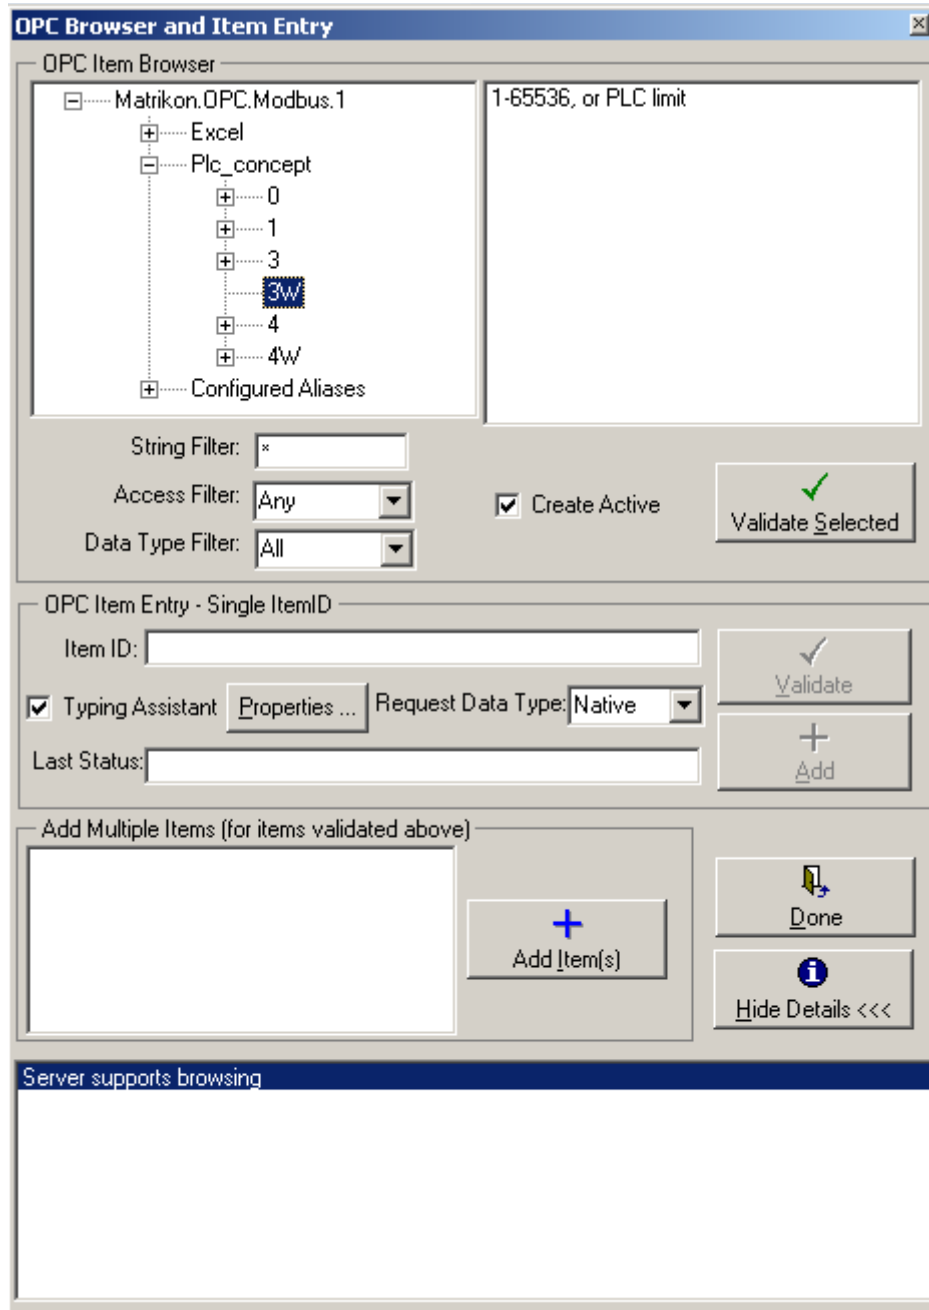 OPC Browser and Item Entry
OPC Item Browser
Matrikon.OPC.Modbus.1
Excel
Plc_concept
0
1
3
3W
4
4W
Configured Aliases
1-65536, or PLC limit
String Filter: *
Access Filter: Any
Data Type Filter: All
Create Active
Validate Selected
OPC Item Entry - Single ItemID
Item ID:
Validate
Typing Assistant Properties ... Request Data Type: Native
Add
Last Status:
Add Multiple Items (for items validated above)
Add Item(s)
Done
Hide Details <<<
Server supports browsing